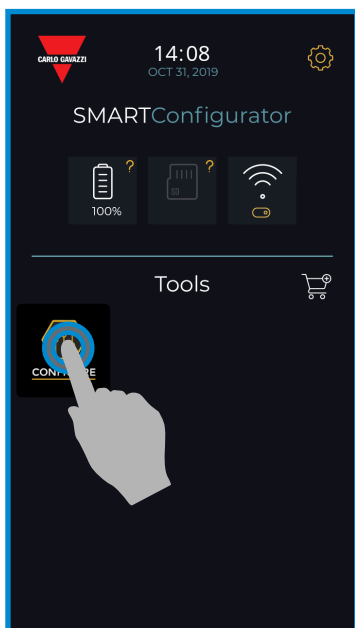 CARLO GAVAZZI
14:08
OCT 31, 2019
SMARTConfigurator
?
?
100%
SD
Tools